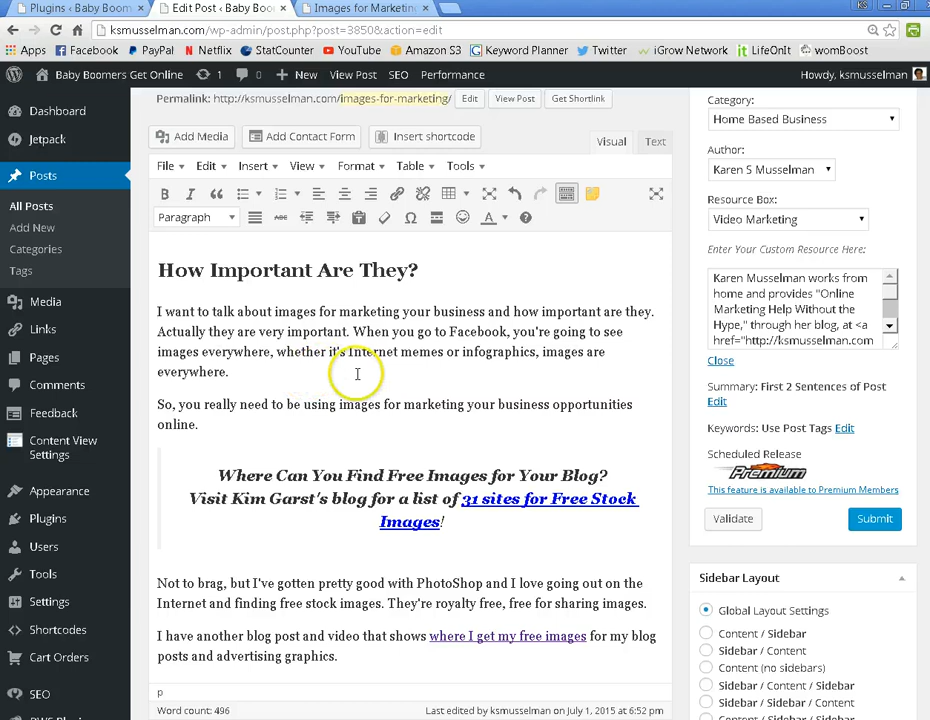 Plugins ‹ Baby Boom
Edit Post ‹ Baby Boo
Images for Marketing
KS
ksmusselman.com/wp-admin/post.php?post=3850&action=edit
Apps
Facebook
PayPal
Netflix
StatCounter
YouTube
Amazon S3
Keyword Planner
Twitter
iGrow Network
LifeOnIt
womBoost
Baby Boomers Get Online
1
0
New
View Post
SEO
Performance
Howdy, ksmusselman
Dashboard
Jetpack
Posts
All Posts
Add New
Categories
Tags
Media
Links
Pages
Comments
Feedback
Content View
Settings
Appearance
Plugins
Users
Tools
Settings
Shortcodes
Cart Orders
SEO
Permalink: http://ksmusselman.com/images-for-marketing/
Edit
View Post
Get Shortlink
Add Media
Add Contact Form
Insert shortcode
Visual
Text
File
Edit
Insert
View
Format
Table
Tools
Paragraph
How Important Are They?
I want to talk about images for marketing your business and how important are they.
Actually they are very important. When you go to Facebook, you're going to see
images everywhere, whether it's Internet memes or infographics, images are
everywhere.
So, you really need to be using images for marketing your business opportunities
online.
Where Can You Find Free Images for Your Blog?
Visit Kim Garst's blog for a list of 31 sites for Free Stock
Images!
Not to brag, but I've gotten pretty good with PhotoShop and I love going out on the
Internet and finding free stock images. They're royalty free, free for sharing images.
I have another blog post and video that shows where I get my free images for my blog
posts and advertising graphics.
p
Word count: 496
Last edited by ksmusselman on July 1, 2015 at 6:52 pm
Category:
Home Based Business
Author:
Karen S Musselman
Resource Box:
Video Marketing
Enter Your Custom Resource Here:
Karen Musselman works from
home and provides "Online
Marketing Help Without the
Hype," through her blog, at <a
href="http://ksmusselman.com
Close
Summary: First 2 Sentences of Post
Edit
Keywords: Use Post Tags Edit
Scheduled Release
Premium
This feature is available to Premium Members
Validate
Submit
Sidebar Layout
Global Layout Settings
Content / Sidebar
Sidebar / Content
Content (no sidebars)
Sidebar / Content / Sidebar
Sidebar / Sidebar / Content